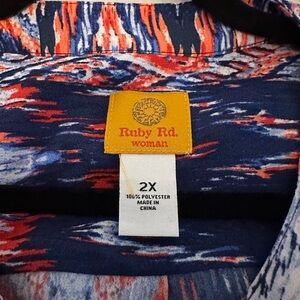 Ruby Rd.
woman
2X
100% POLYESTER
MADE IN
CHINA